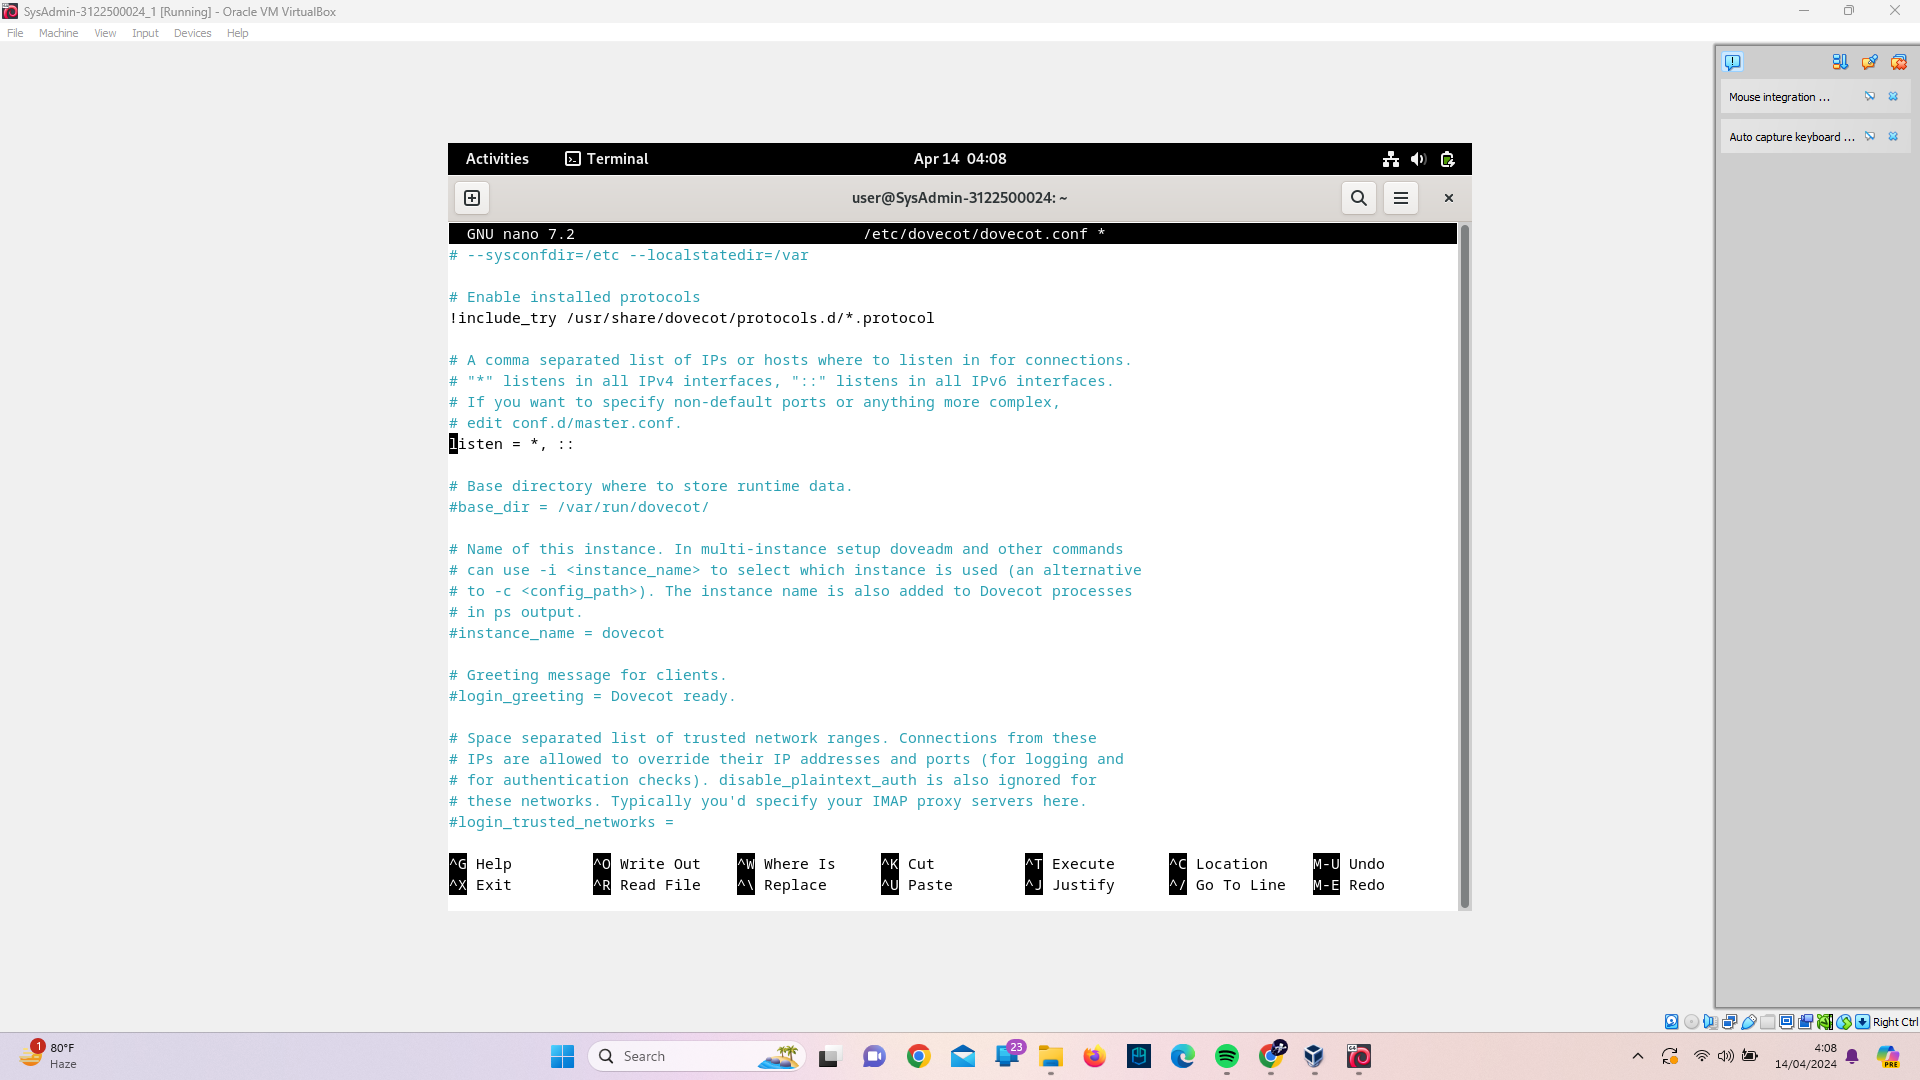 SysAdmin-3122500024_1 [Running] - Oracle VM VirtualBox
File Machine View Input Devices Help
Mouse integration ...
Auto capture keyboard ...
Activities Terminal Apr 14 04:08
user@SysAdmin-3122500024: ~
GNU nano 7.2 /etc/dovecot/dovecot.conf *
# --sysconfdir=/etc --localstatedir=/var
# Enable installed protocols
!include_try /usr/share/dovecot/protocols.d/*.protocol
# A comma separated list of IPs or hosts where to listen in for connections.
# "*" listens in all IPv4 interfaces, "::" listens in all IPv6 interfaces.
# If you want to specify non-default ports or anything more complex,
# edit conf.d/master.conf.
listen = *, ::
# Base directory where to store runtime data.
#base_dir = /var/run/dovecot/
# Name of this instance. In multi-instance setup doveadm and other commands
# can use -i <instance_name> to select which instance is used (an alternative
# to -c <config_path>). The instance name is also added to Dovecot processes
# in ps output.
#instance_name = dovecot
# Greeting message for clients.
#login_greeting = Dovecot ready.
# Space separated list of trusted network ranges. Connections from these
# IPs are allowed to override their IP addresses and ports (for logging and
# for authentication checks). disable_plaintext_auth is also ignored for
# these networks. Typically you'd specify your IMAP proxy servers here.
#login_trusted_networks =
^G Help ^O Write Out ^W Where Is ^K Cut ^T Execute ^C Location M-U Undo
^X Exit ^R Read File ^\ Replace ^U Paste ^J Justify ^/ Go To Line M-E Redo
Right Ctrl
1
80°F
Haze
Search
23
4:08
14/04/2024
PRE